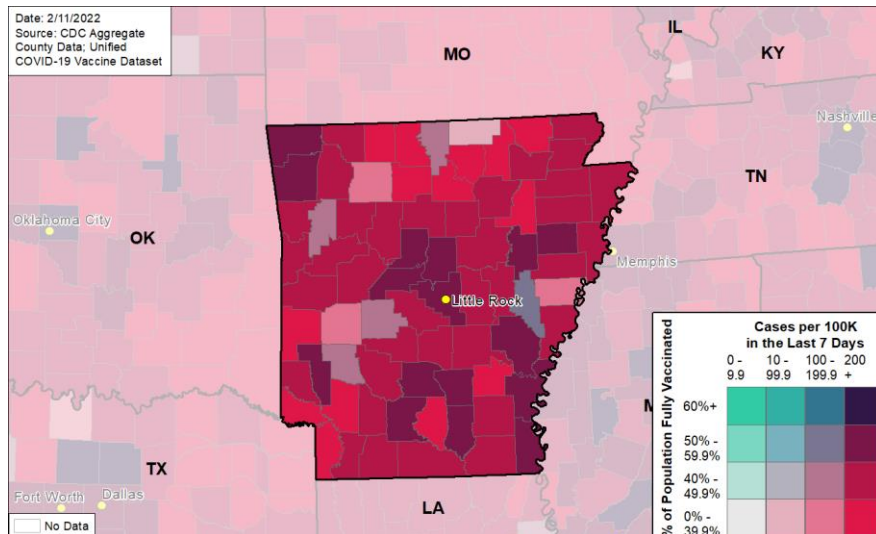 Date: 2/11/2022
Source: CDC Aggregate
County Data; Unified
COVID-19 Vaccine Dataset
IL
MO
KY
Nashville
TN
Oklahoma City
OK
Memphis
Little Rock
Cases per 100K
in the Last 7 Days
0 - 10 - 100 - 200
9.9 99.9 199.9 +
% of Population Fully Vaccinated
60%+
50% -
59.9%
40% -
49.9%
0% -
39.9%
M
TX
Fort Worth
Dallas
LA
No Data